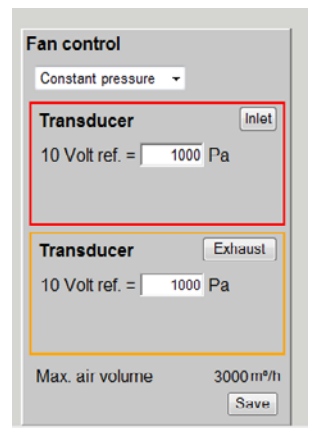 Fan control
Constant pressure
Transducer Inlet
10 Volt ref. = 1000 Pa
Transducer Exhaust
10 Volt ref. = 1000 Pa
Max. air volume 3000 m³/h
Save